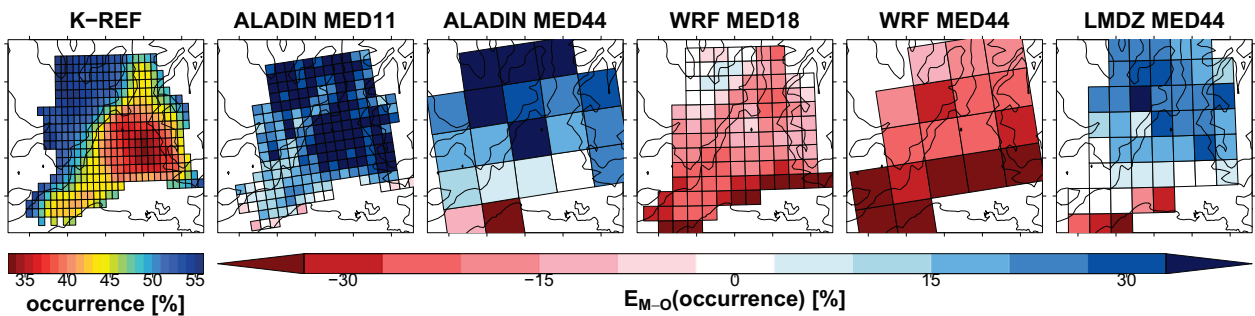 K−REF ALADIN MED11 ALADIN MED44 WRF MED18 WRF MED44 LMDZ MED44
35 40 45 50 55 −30 −15 0 15 30
occurrence [%] E_M−O(occurrence) [%]